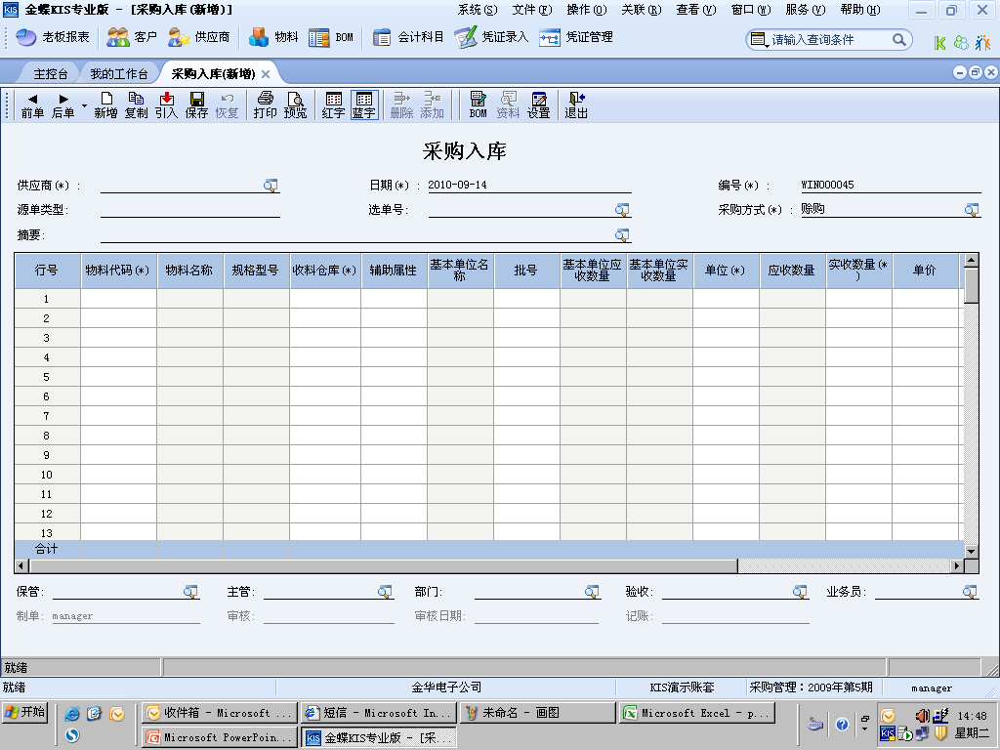 金蝶KIS专业版 - [采购入库(新增)]
系统(S) 文件(F) 操作(O) 关联(R) 查看(V) 窗口(W) 服务(V) 帮助(H)
老板报表 客户 供应商 物料 BOM 会计科目 凭证录入 凭证管理 请输入查询条件
主控台 我的工作台 采购入库(新增)
前单 后单 新增 复制 引入 保存 恢复 打印 预览 红字 蓝字 删除 添加 BOM 资料 设置 退出
采购入库
供应商(*) : 日期(*) : 2010-09-14 编号(*) : WIN000045
源单类型: 选单号: 采购方式(*) : 赊购
摘要:
行号 物料代码(*) 物料名称 规格型号 收料仓库(*) 辅助属性 基本单位名称 批号 基本单位应收数量 基本单位实收数量 单位(*) 应收数量 实收数量(*) 单价
1
2
3
4
5
6
7
8
9
10
11
12
13
合计
保管: 主管: 部门: 验收: 业务员:
制单: manager 审核: 审核日期: 记账:
就绪
就绪 金华电子公司 KIS演示账套 采购管理：2009年第5期 manager
开始 收件箱 - Microsoft ... 短信 - Microsoft In... 未命名 - 画图 Microsoft Excel - p... 14:48
Microsoft PowerPoin... 金蝶KIS专业版 - [采... KIS 星期二